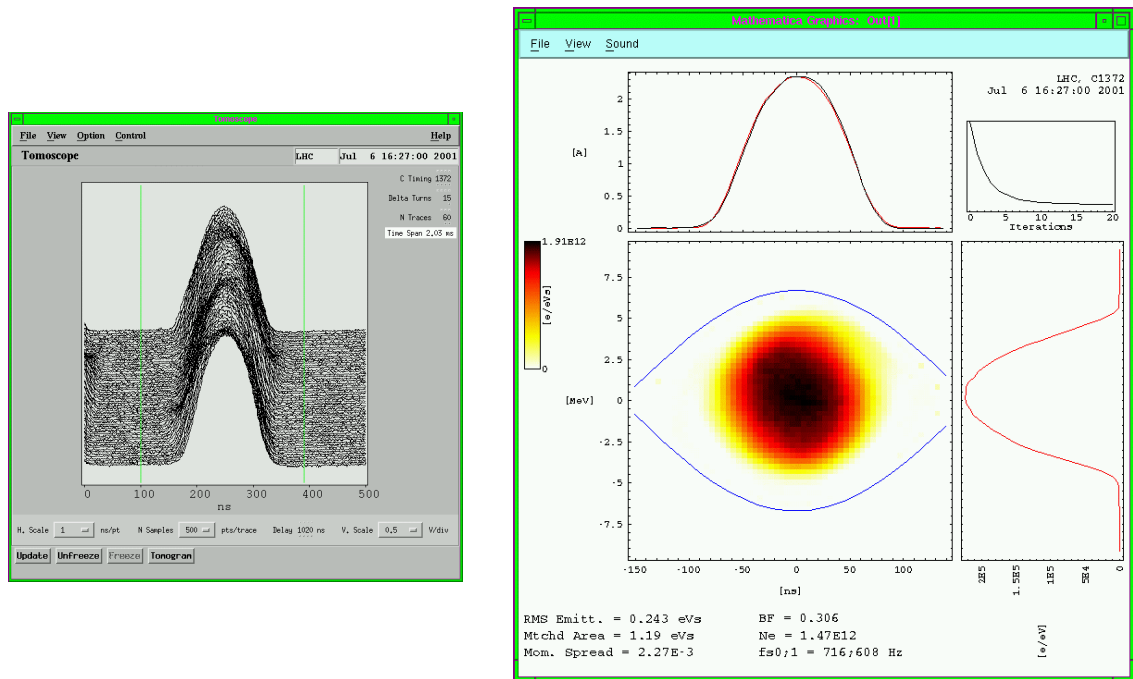 Tomoscope
File View Option Control Help
Tomoscope LHC Jul 6 16:27:00 2001
C Timing 1372
Delta Turns 15
N Traces 60
Time Span 2.03 ms
0 100 200 300 400 500
ns
H. Scale 1 ns/pt N Samples 500 pts/trace Delay 1020 ns V. Scale 0.5 V/div
Update Unfreeze Freeze Tomogram
Mathematica Graphics: Out[1]
File View Sound
LHC, C1372
Jul 6 16:27:00 2001
2
1.5
[A]
1
0.5
0
0 5 10 15 20
Iterations
1.91E12
[e/eVs]
0
7.5
5
2.5
[MeV] 0
-2.5
-5
-7.5
-150 -100 -50 0 50 100
[ns]
2E5
1.5E5
1E5
5E4
0
[e/eV]
RMS Emitt. = 0.243 eVs BF = 0.306
Mtchd Area = 1.19 eVs Ne = 1.47E12
Mom. Spread = 2.27E-3 fs0;1 = 716;608 Hz